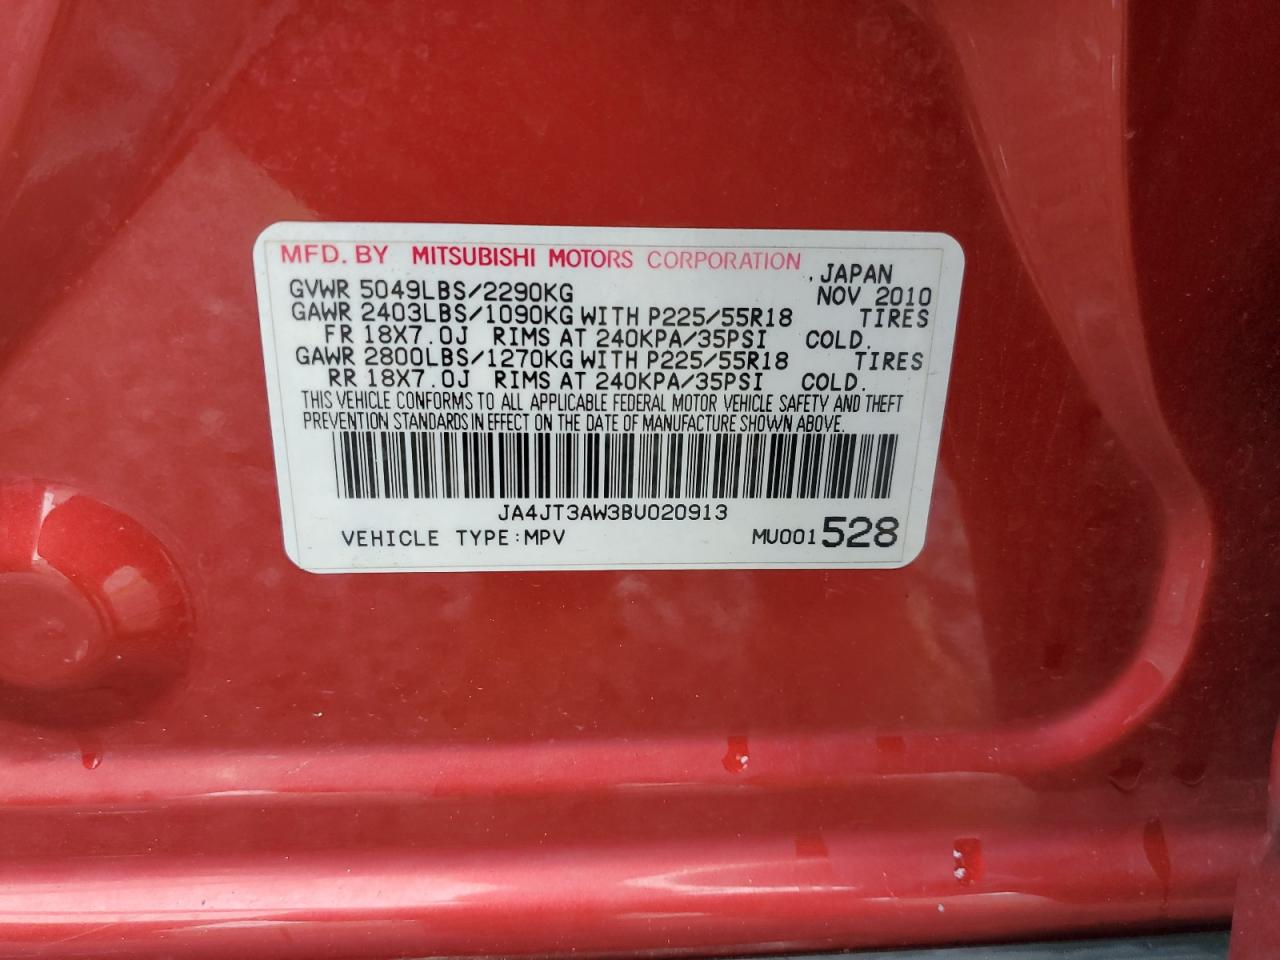 MFD. BY MITSUBISHI MOTORS CORPORATION , JAPAN
GVWR 5049LBS/2290KG NOV 2010
GAWR 2403LBS/1090KG WITH P225/55R18 TIRES
FR 18X7.0J RIMS AT 240KPA/35PSI COLD.
GAWR 2800LBS/1270KG WITH P225/55R18 TIRES
RR 18X7.0J RIMS AT 240KPA/35PSI COLD.
THIS VEHICLE CONFORMS TO ALL APPLICABLE FEDERAL MOTOR VEHICLE SAFETY AND THEFT
PREVENTION STANDARDS IN EFFECT ON THE DATE OF MANUFACTURE SHOWN ABOVE.
JA4JT3AW3BU020913
VEHICLE TYPE:MPV MU001528